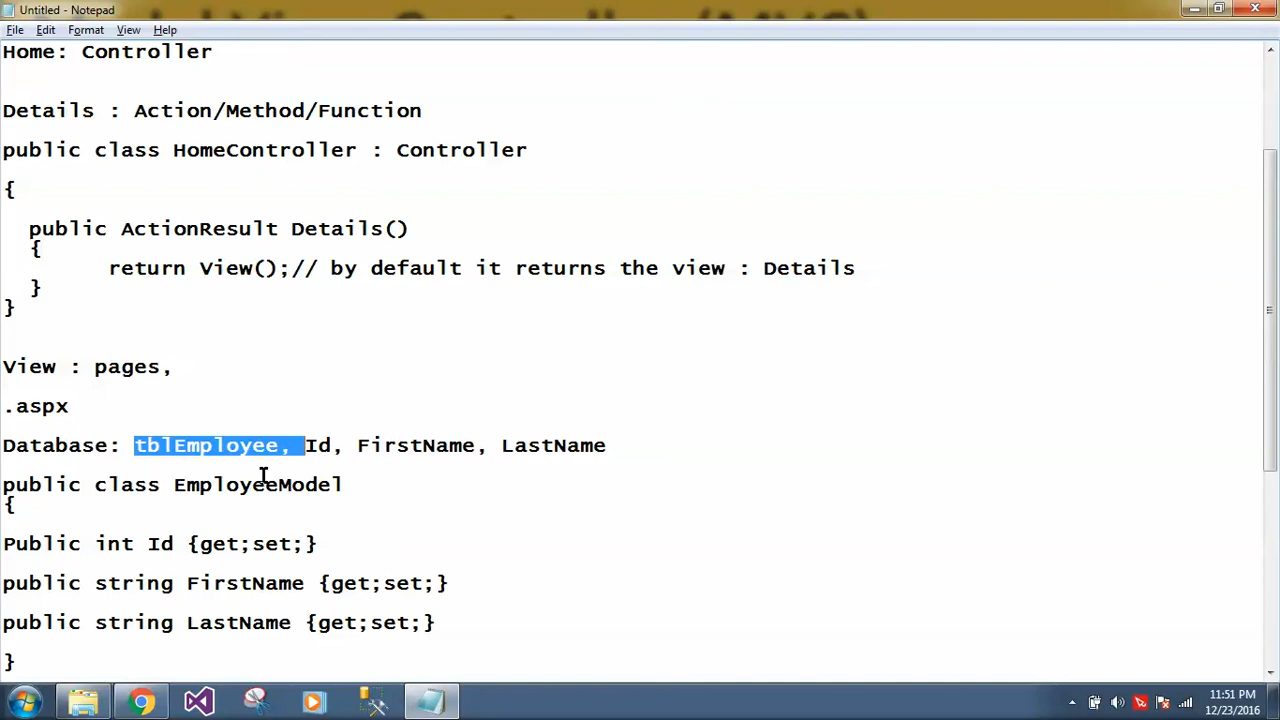 Untitled - Notepad
File Edit Format View Help
Home: Controller
Details : Action/Method/Function
public class HomeController : Controller
{
public ActionResult Details()
{
return View();// by default it returns the view : Details
}
}
View : pages,
.aspx
Database: tblEmployee, Id, FirstName, LastName
public class EmployeeModel
{
Public int Id {get;set;}
public string FirstName {get;set;}
public string LastName {get;set;}
}
11:51 PM
12/23/2016